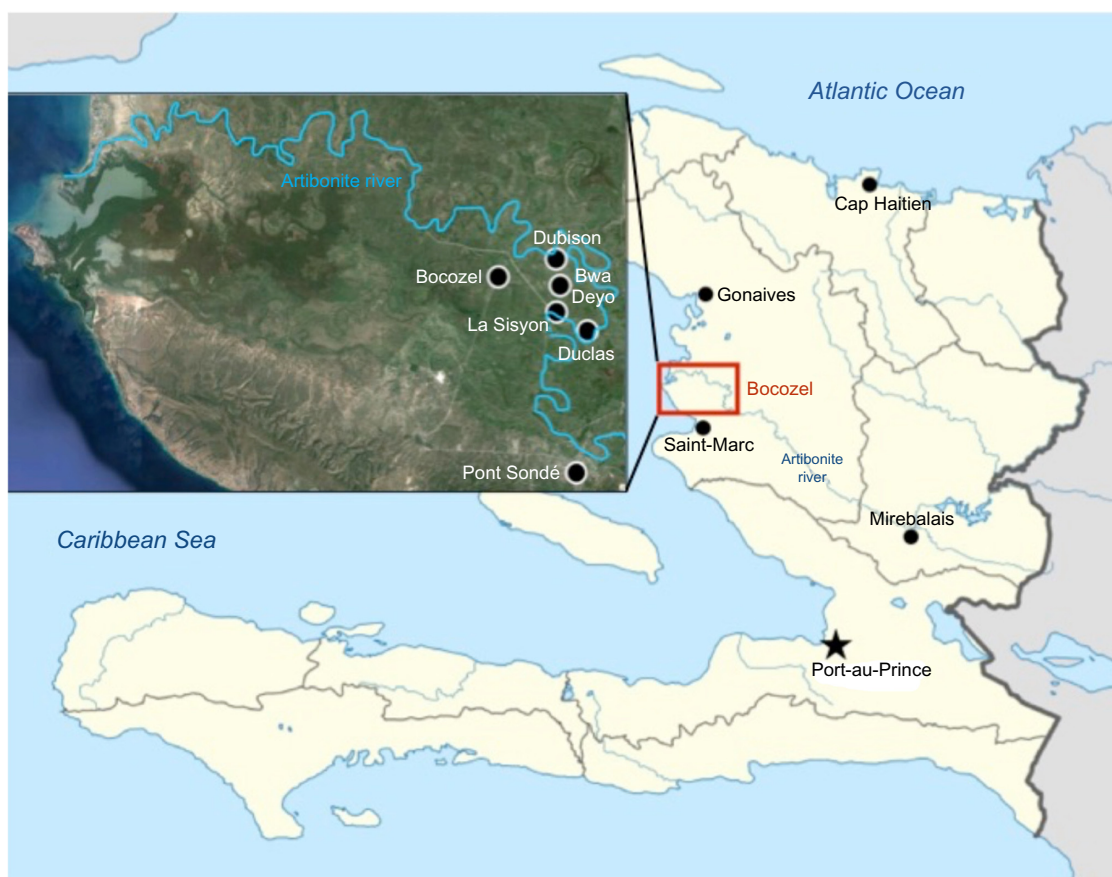 Atlantic Ocean
Cap Haitien
Artibonite river
Dubison
Bocozel
Bwa
Deyo
La Sisyon
Duclas
Pont Sondé
Gonaives
Bocozel
Saint-Marc
Artibonite
river
Mirebalais
Caribbean Sea
Port-au-Prince